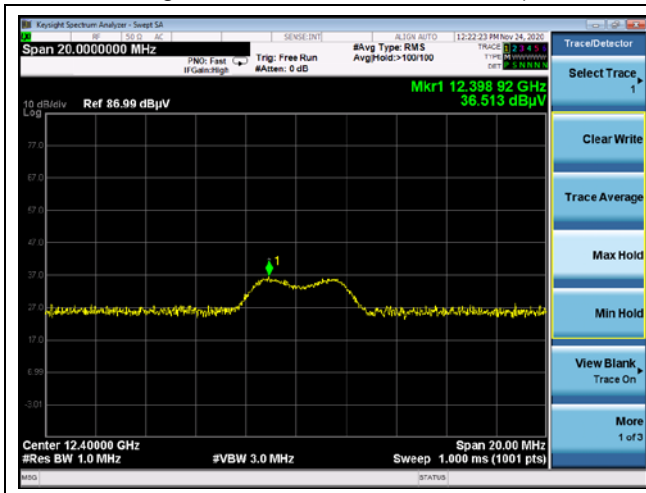 Keysight Spectrum Analyzer - Swept SA
RF 50 Ω AC SENSE:INT ALIGN AUTO 12:22:23 PM Nov 24, 2020
Span 20.0000000 MHz
PNO: Fast
IFGain:High
Trig: Free Run
#Atten: 0 dB
#Avg Type: RMS
Avg|Hold:>100/100
TRACE 1 2 3 4 5 6
TYPE M WWWWW
DET P S N N N N
Mkr1 12.398 92 GHz
36.513 dBµV
10 dB/div Ref 86.99 dBµV
Log
77.0
67.0
57.0
47.0
37.0
27.0
17.0
6.99
-3.01
1
Center 12.40000 GHz Span 20.00 MHz
#Res BW 1.0 MHz #VBW 3.0 MHz Sweep 1.000 ms (1001 pts)
MSG STATUS
Trace/Detector
Select Trace
1
Clear Write
Trace Average
Max Hold
Min Hold
View Blank
Trace On
More
1 of 3